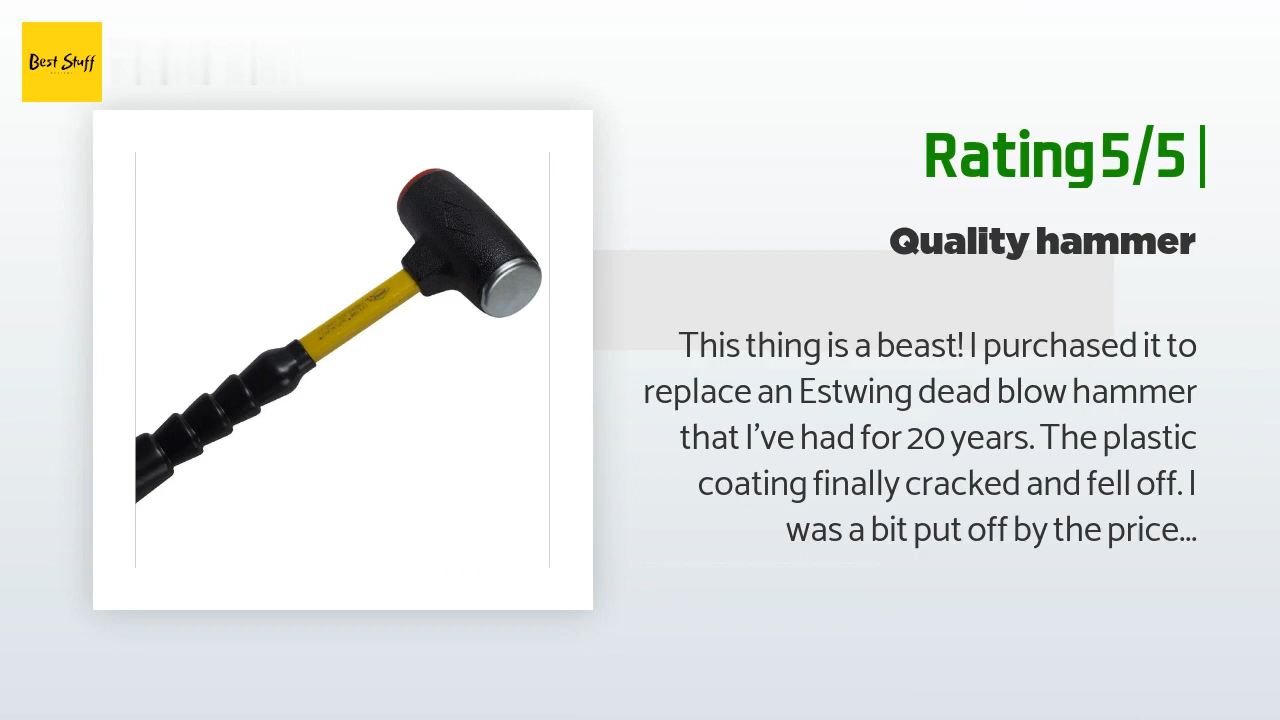 Best Stuff
Rating 5/5 |
Quality hammer
This thing is a beast! I purchased it to
replace an Estwing dead blow hammer
that I've had for 20 years. The plastic
coating finally cracked and fell off. I
was a bit put off by the price...